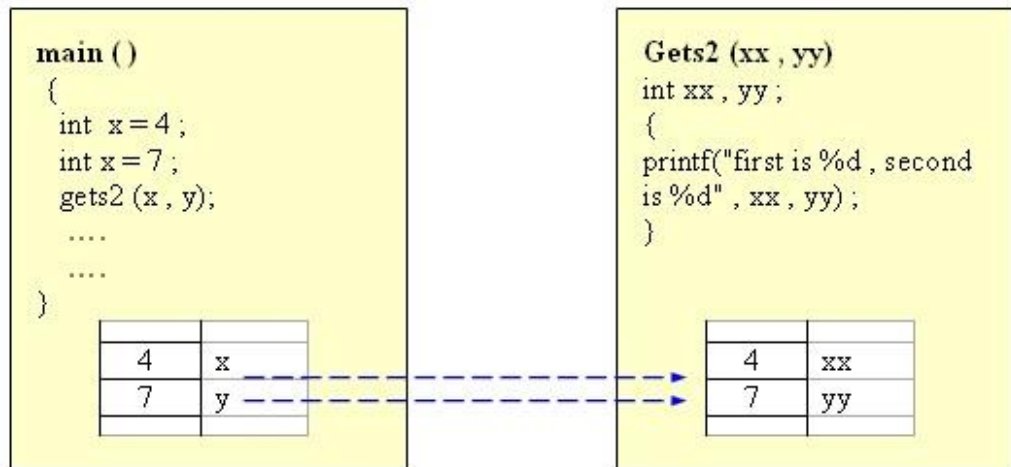 main ( )
{
int x = 4 ;
int x = 7 ;
gets2 (x , y);
....
....
}
4 x
7 y
Gets2 (xx , yy)
int xx , yy ;
{
printf("first is %d , second
is %d" , xx , yy) ;
}
4 xx
7 yy